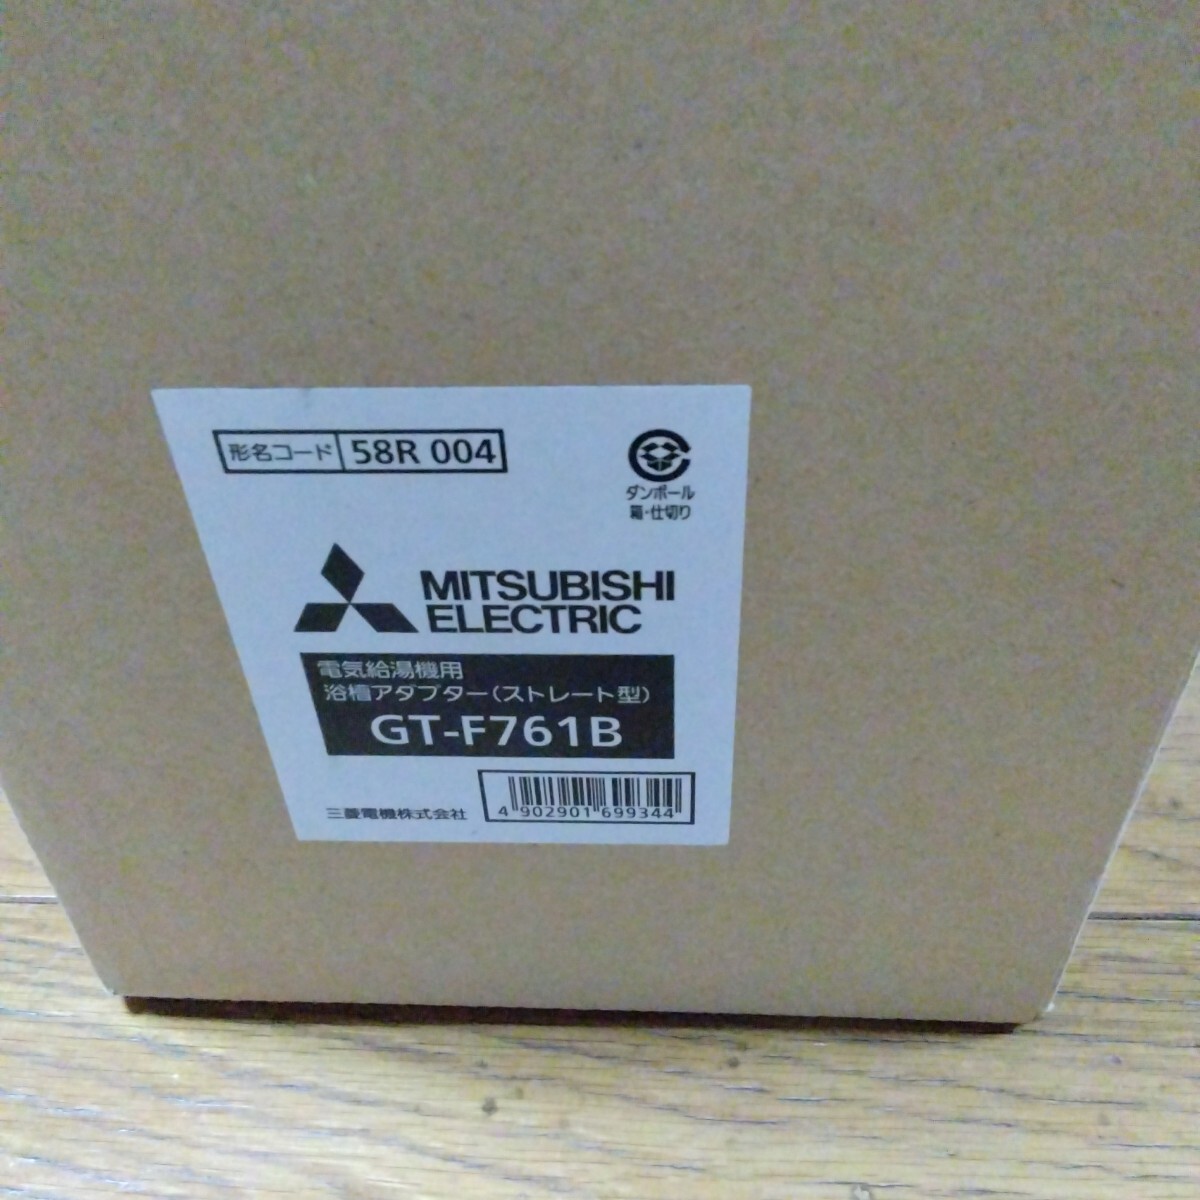 形名コード 58R 004
ダンボール
箱・仕切り
MITSUBISHI
ELECTRIC
電気給湯機用
浴槽アダプター(ストレート型)
GT-F761B
三菱電機株式会社
4 902901 699344